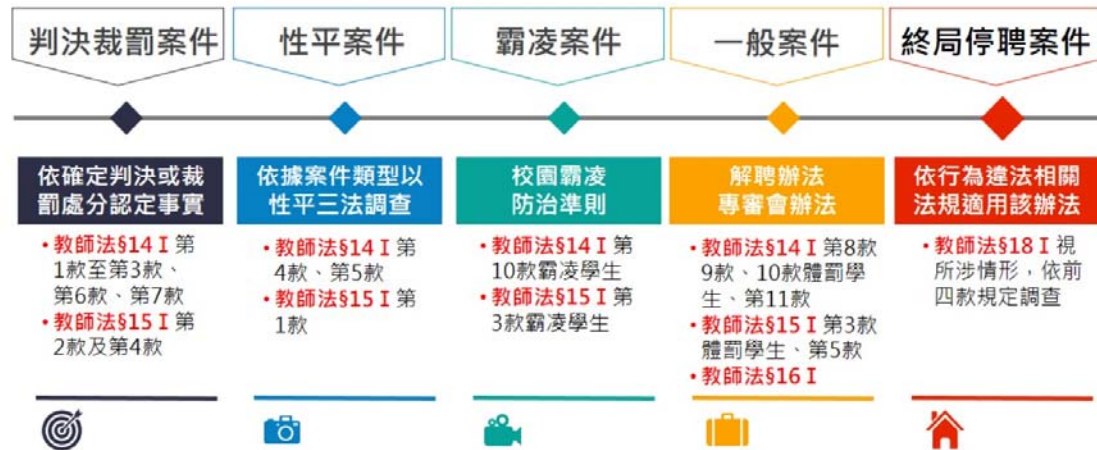 判決裁罰案件
性平案件
霸凌案件
一般案件
終局停聘案件
依確定判決或裁
罰處分認定事實
• 教師法§14 I 第
1款至第3款、
第6款、第7款
• 教師法§15 I 第
2款及第4款
依據案件類型以
性平三法調查
• 教師法§14 I 第
4款、第5款
• 教師法§15 I 第
1款
校園霸凌
防治準則
• 教師法§14 I 第
10款霸凌學生
• 教師法§15 I 第
3款霸凌學生
解聘辦法
專審會辦法
• 教師法§14 I 第8款
9款、10款體罰學
生、第11款
• 教師法§15 I 第3款
體罰學生、第5款
• 教師法§16 I
依行為違法相關
法規適用該辦法
• 教師法§18 I 視
所涉情形，依前
四款規定調查